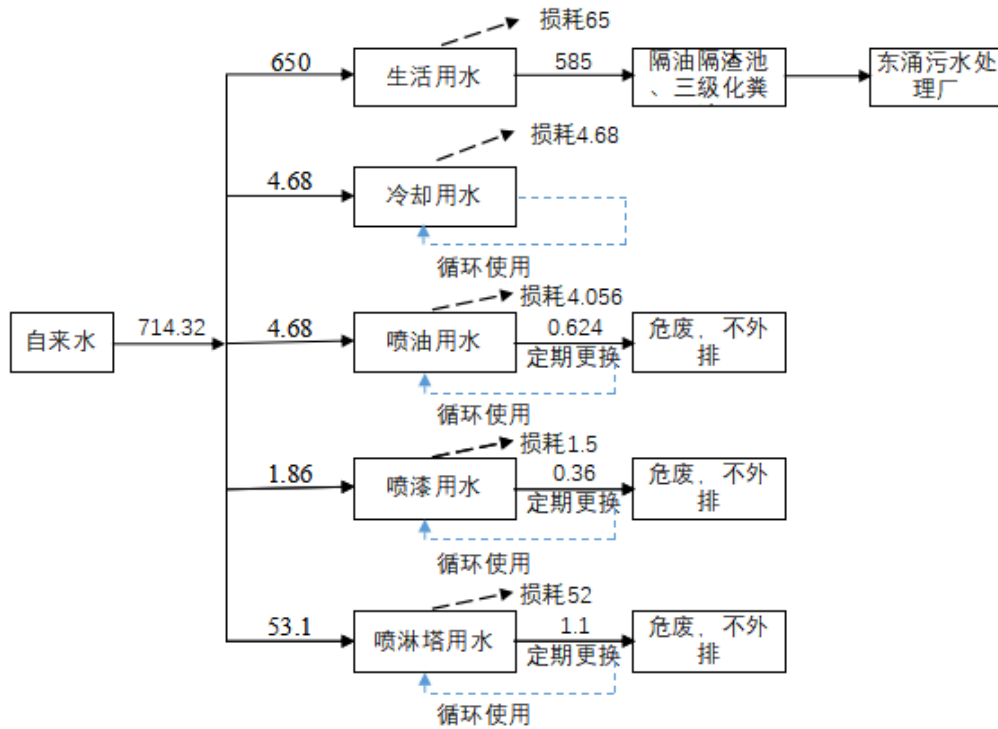 损耗65
650
生活用水
585
隔油隔渣池
、三级化粪
东涌污水处
理厂
损耗4.68
4.68
冷却用水
循环使用
损耗4.056
自来水
714.32
4.68
喷油用水
0.624
定期更换
危废，不外
排
循环使用
损耗1.5
1.86
喷漆用水
0.36
定期更换
危废，不外
排
循环使用
损耗52
53.1
喷淋塔用水
1.1
定期更换
危废，不外
排
循环使用